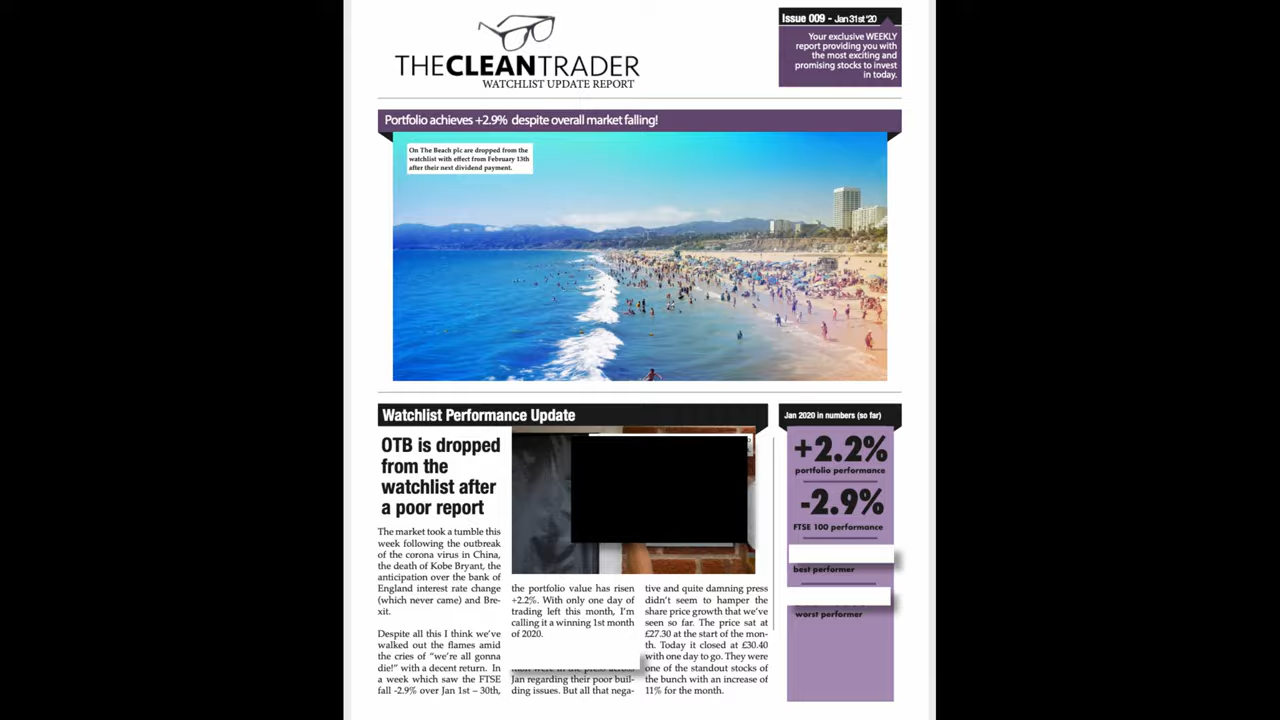 THECLEANTRADER
WATCHLIST UPDATE REPORT
Issue 009 - Jan 31st '20
Your exclusive WEEKLY
report providing you with
the most exciting and
promising stocks to invest
in today.
Portfolio achieves +2.9% despite overall market falling!
On The Beach plc are dropped from the
watchlist with effect from February 13th
after their next dividend payment.
Watchlist Performance Update
OTB is dropped
from the
watchlist after
a poor report
The market took a tumble this
week following the outbreak
of the corona virus in China,
the death of Kobe Bryant, the
anticipation over the bank of
England interest rate change
(which never came) and Bre-
xit.
Despite all this I think we've
walked out the flames amid
the cries of "we're all gonna
die!" with a decent return. In
a week which saw the FTSE
fall -2.9% over Jan 1st – 30th,
the portfolio value has risen
+2.2%. With only one day of
trading left this month, I'm
calling it a winning 1st month
of 2020.
were in the press across
Jan regarding their poor buil-
ding issues. But all that nega-
tive and quite damning press
didn't seem to hamper the
share price growth that we've
seen so far. The price sat at
£27.30 at the start of the mon-
th. Today it closed at £30.40
with one day to go. They were
one of the standout stocks of
the bunch with an increase of
11% for the month.
Jan 2020 in numbers (so far)
+2.2%
portfolio performance
-2.9%
FTSE 100 performance
best performer
worst performer